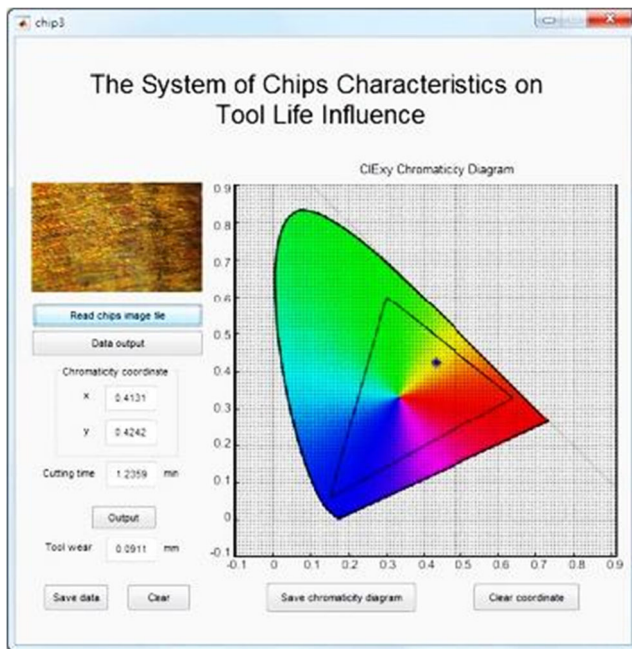 chip3
The System of Chips Characteristics on
Tool Life Influence
CIExy Chromaticcy Diagram
Read chips image file
Data output
Chromaticity coordinate
x 0.4131
y 0.4242
Cutting time 1.2359 min
Output
Tool wear 0.0911 mm
Save data Clear
0.9
0.8
0.7
0.6
0.5
0.4
0.3
0.2
0.1
0
-0.1
-0.1 0 0.1 0.2 0.3 0.4 0.5 0.6 0.7 0.8 0.9
Save chromaticity diagram Clear coordinate